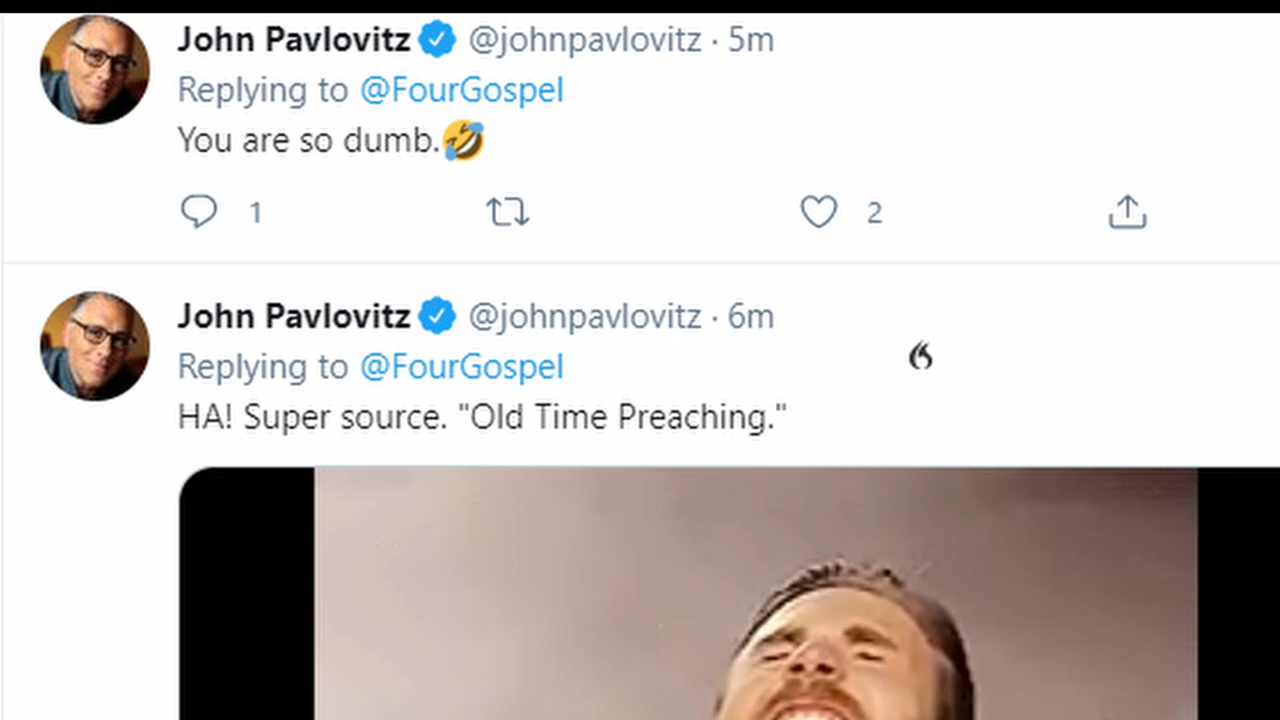 John Pavlovitz @johnpavlovitz · 5m
Replying to @FourGospel
You are so dumb.🤣
1 2
John Pavlovitz @johnpavlovitz · 6m
Replying to @FourGospel
HA! Super source. "Old Time Preaching."